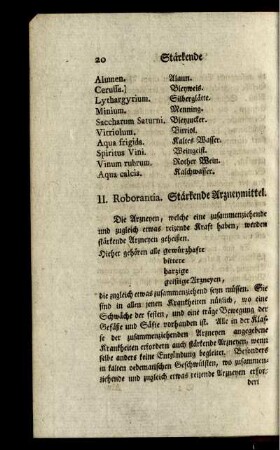 20 Stärkende
Alumen. Alaun.
Cerussa. Bleyweis.
Lythargyrium. Silberglätte.
Minium. Menning.
Saccharum Saturni. Bleyzucker.
Vitriolum. Vitriol.
Aqua frigida. Kaltes Wasser.
Spiritus Vini. Weingeist.
Vinum rubrum. Rother Wein.
Aqua calcis. Kalchwasser.
II. Roborantia. Stärkende Arzneymittel.
Die Arzneyen, welche eine zusammenziehende
und zugleich etwas reizende Kraft haben, werden
stärkende Arzneyen geheißen.
Hieher gehören alle gewürzhafte
bittere
harzige
geistige Arzneyen,
die zugleich etwas zusammenziehend seyn müssen. Sie
sind in allen jenen Krankheiten nützlich, wo eine
Schwäche der festen, und eine träge Bewegung der
Gefäße und Säfte vorhanden ist. Alle in der Klas-
se der zusammenziehenden Arzneyen angegebene
Krankheiten erfordern auch stärkende Arzneyen, wenn
selbe anders keine Entzündung begleitet. Besonders
in kalten oedematischen Geschwülsten, wo zusammen-
ziehende und zugleich etwas reizende Arzneyen erfor-
dert